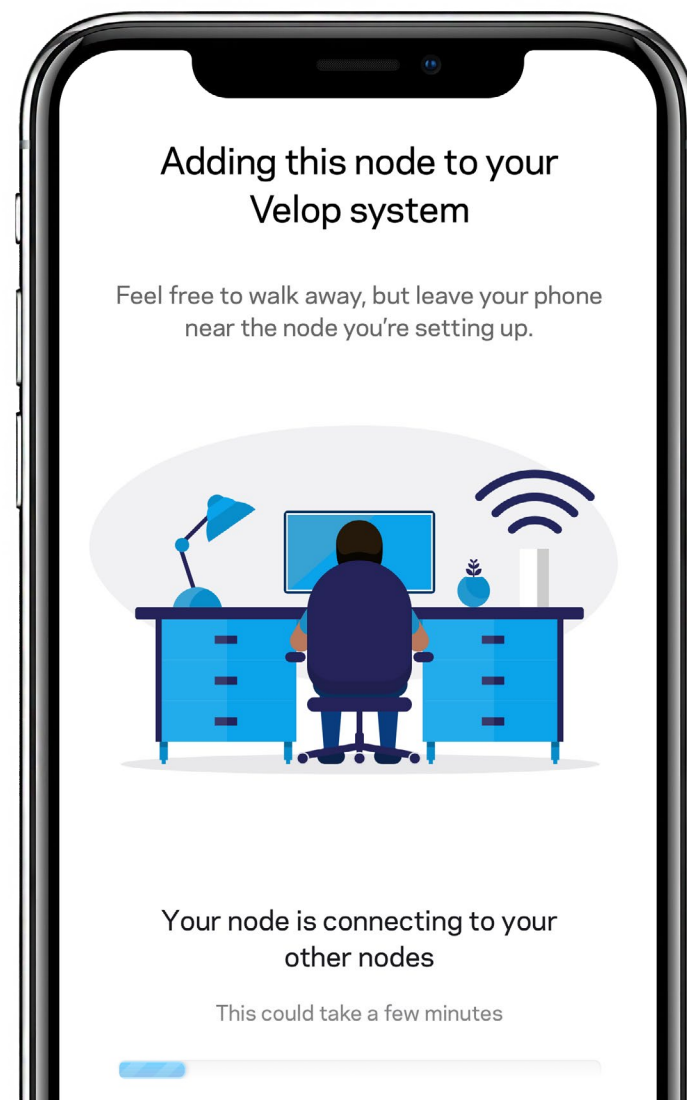 Adding this node to your
Velop system
Feel free to walk away, but leave your phone
near the node you’re setting up.
Your node is connecting to your
other nodes
This could take a few minutes